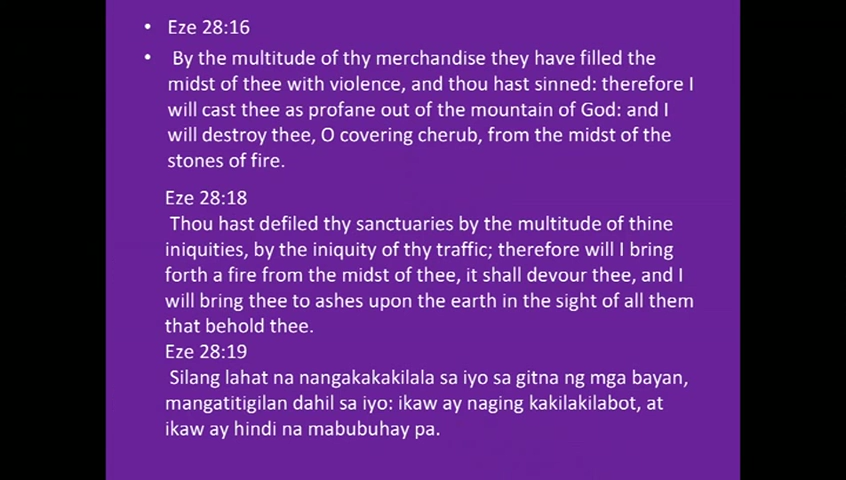 • Eze 28:16
• By the multitude of thy merchandise they have filled the
midst of thee with violence, and thou hast sinned: therefore I
will cast thee as profane out of the mountain of God: and I
will destroy thee, O covering cherub, from the midst of the
stones of fire.
Eze 28:18
Thou hast defiled thy sanctuaries by the multitude of thine
iniquities, by the iniquity of thy traffic; therefore will I bring
forth a fire from the midst of thee, it shall devour thee, and I
will bring thee to ashes upon the earth in the sight of all them
that behold thee.
Eze 28:19
Silang lahat na nangakakakilala sa iyo sa gitna ng mga bayan,
mangatitigilan dahil sa iyo: ikaw ay naging kakilakilabot, at
ikaw ay hindi na mabubuhay pa.